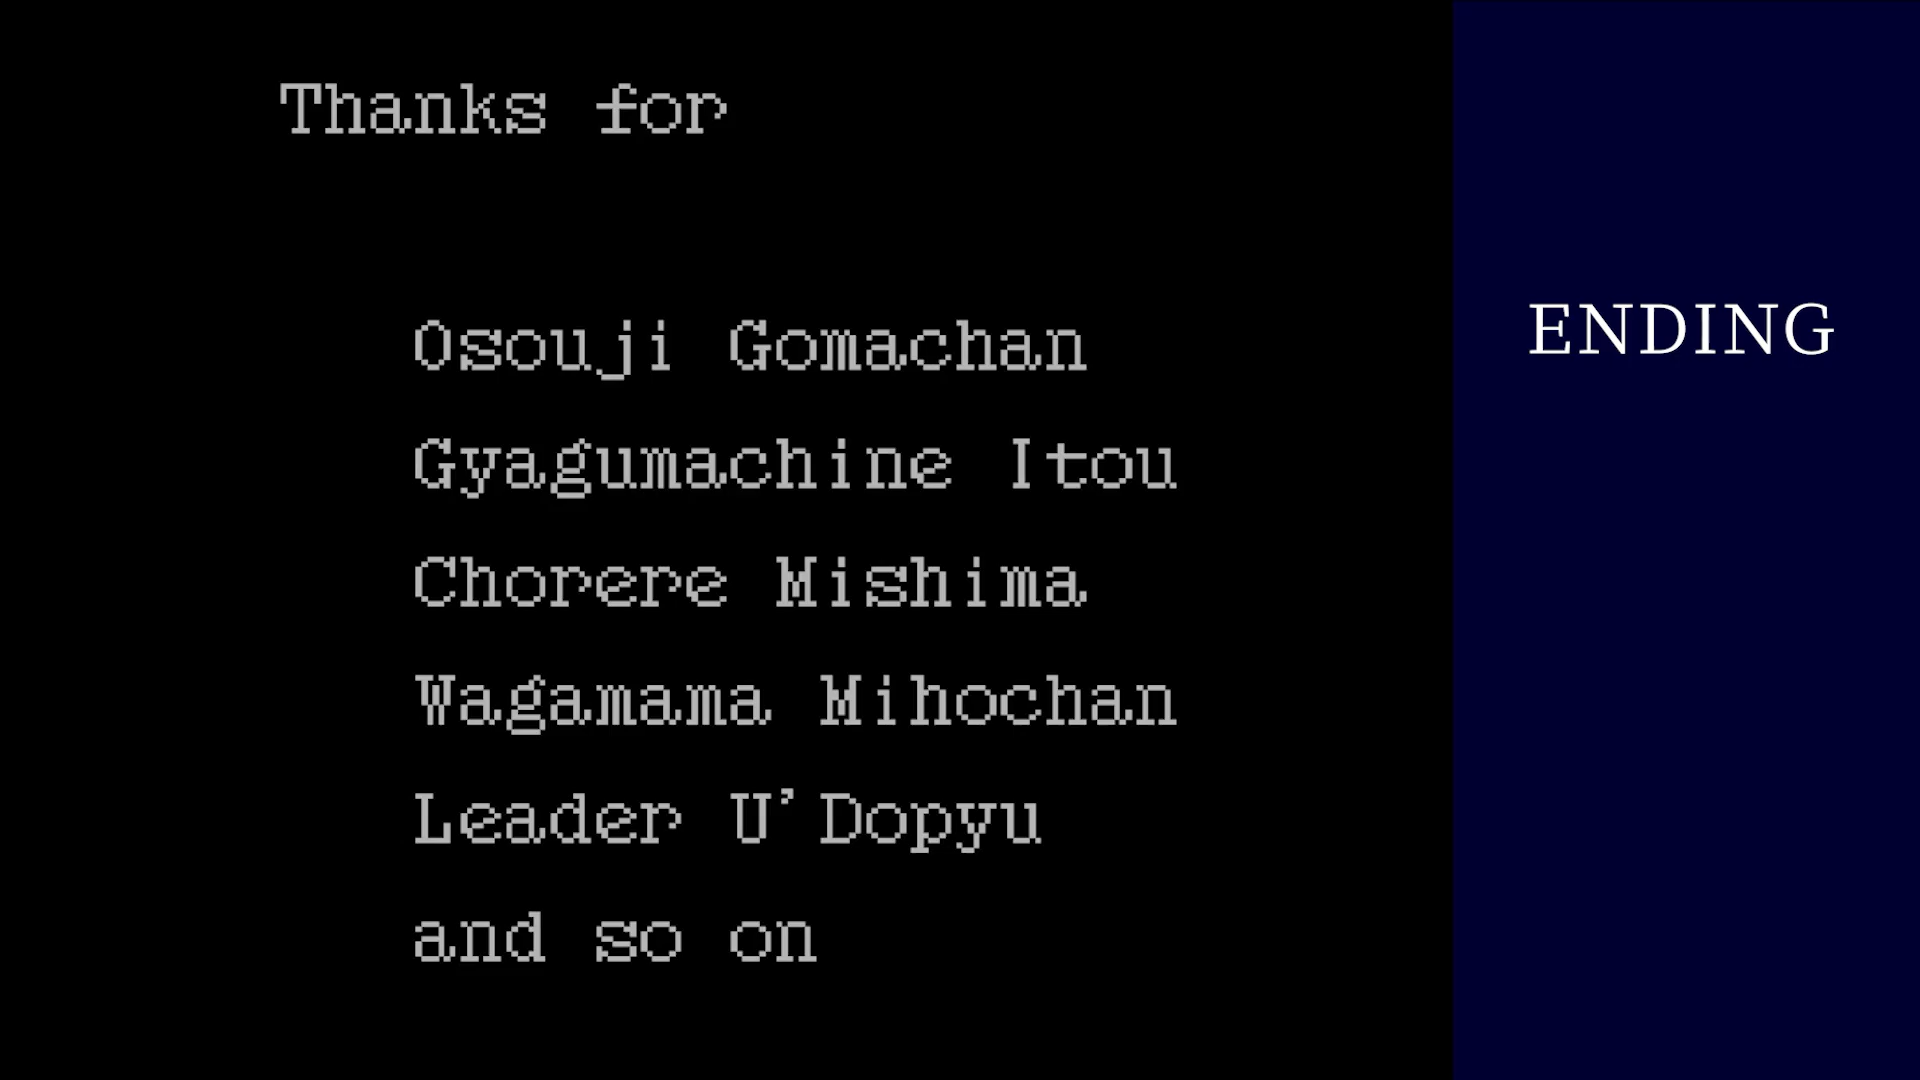 Thanks for
Osouji Gomachan
Gyagumachine Itou
Chorere Mishima
Wagamama Mihochan
Leader U'Dopyu
and so on
ENDING